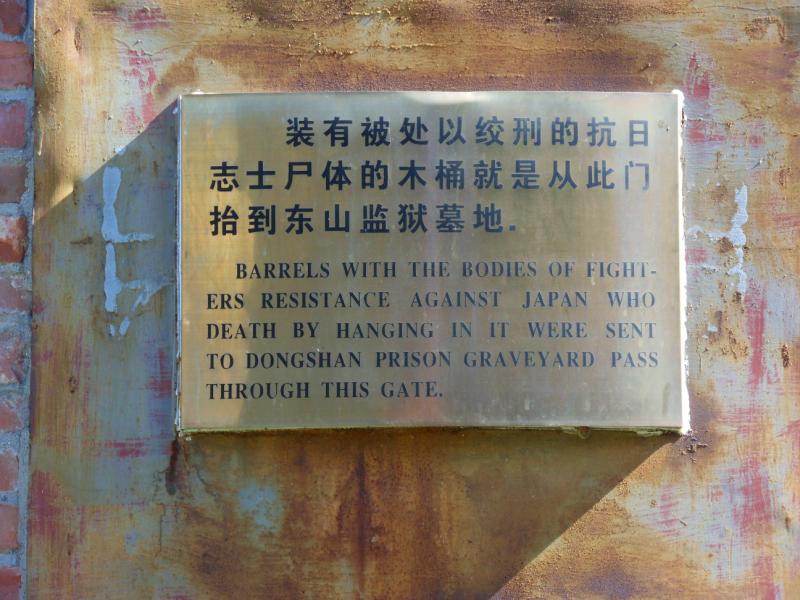 装有被处以绞刑的抗日
志士尸体的木桶就是从此门
抬到东山监狱墓地.
BARRELS WITH THE BODIES OF FIGHT-
ERS RESISTANCE AGAINST JAPAN WHO
DEATH BY HANGING IN IT WERE SENT
TO DONGSHAN PRISON GRAVEYARD PASS
THROUGH THIS GATE.